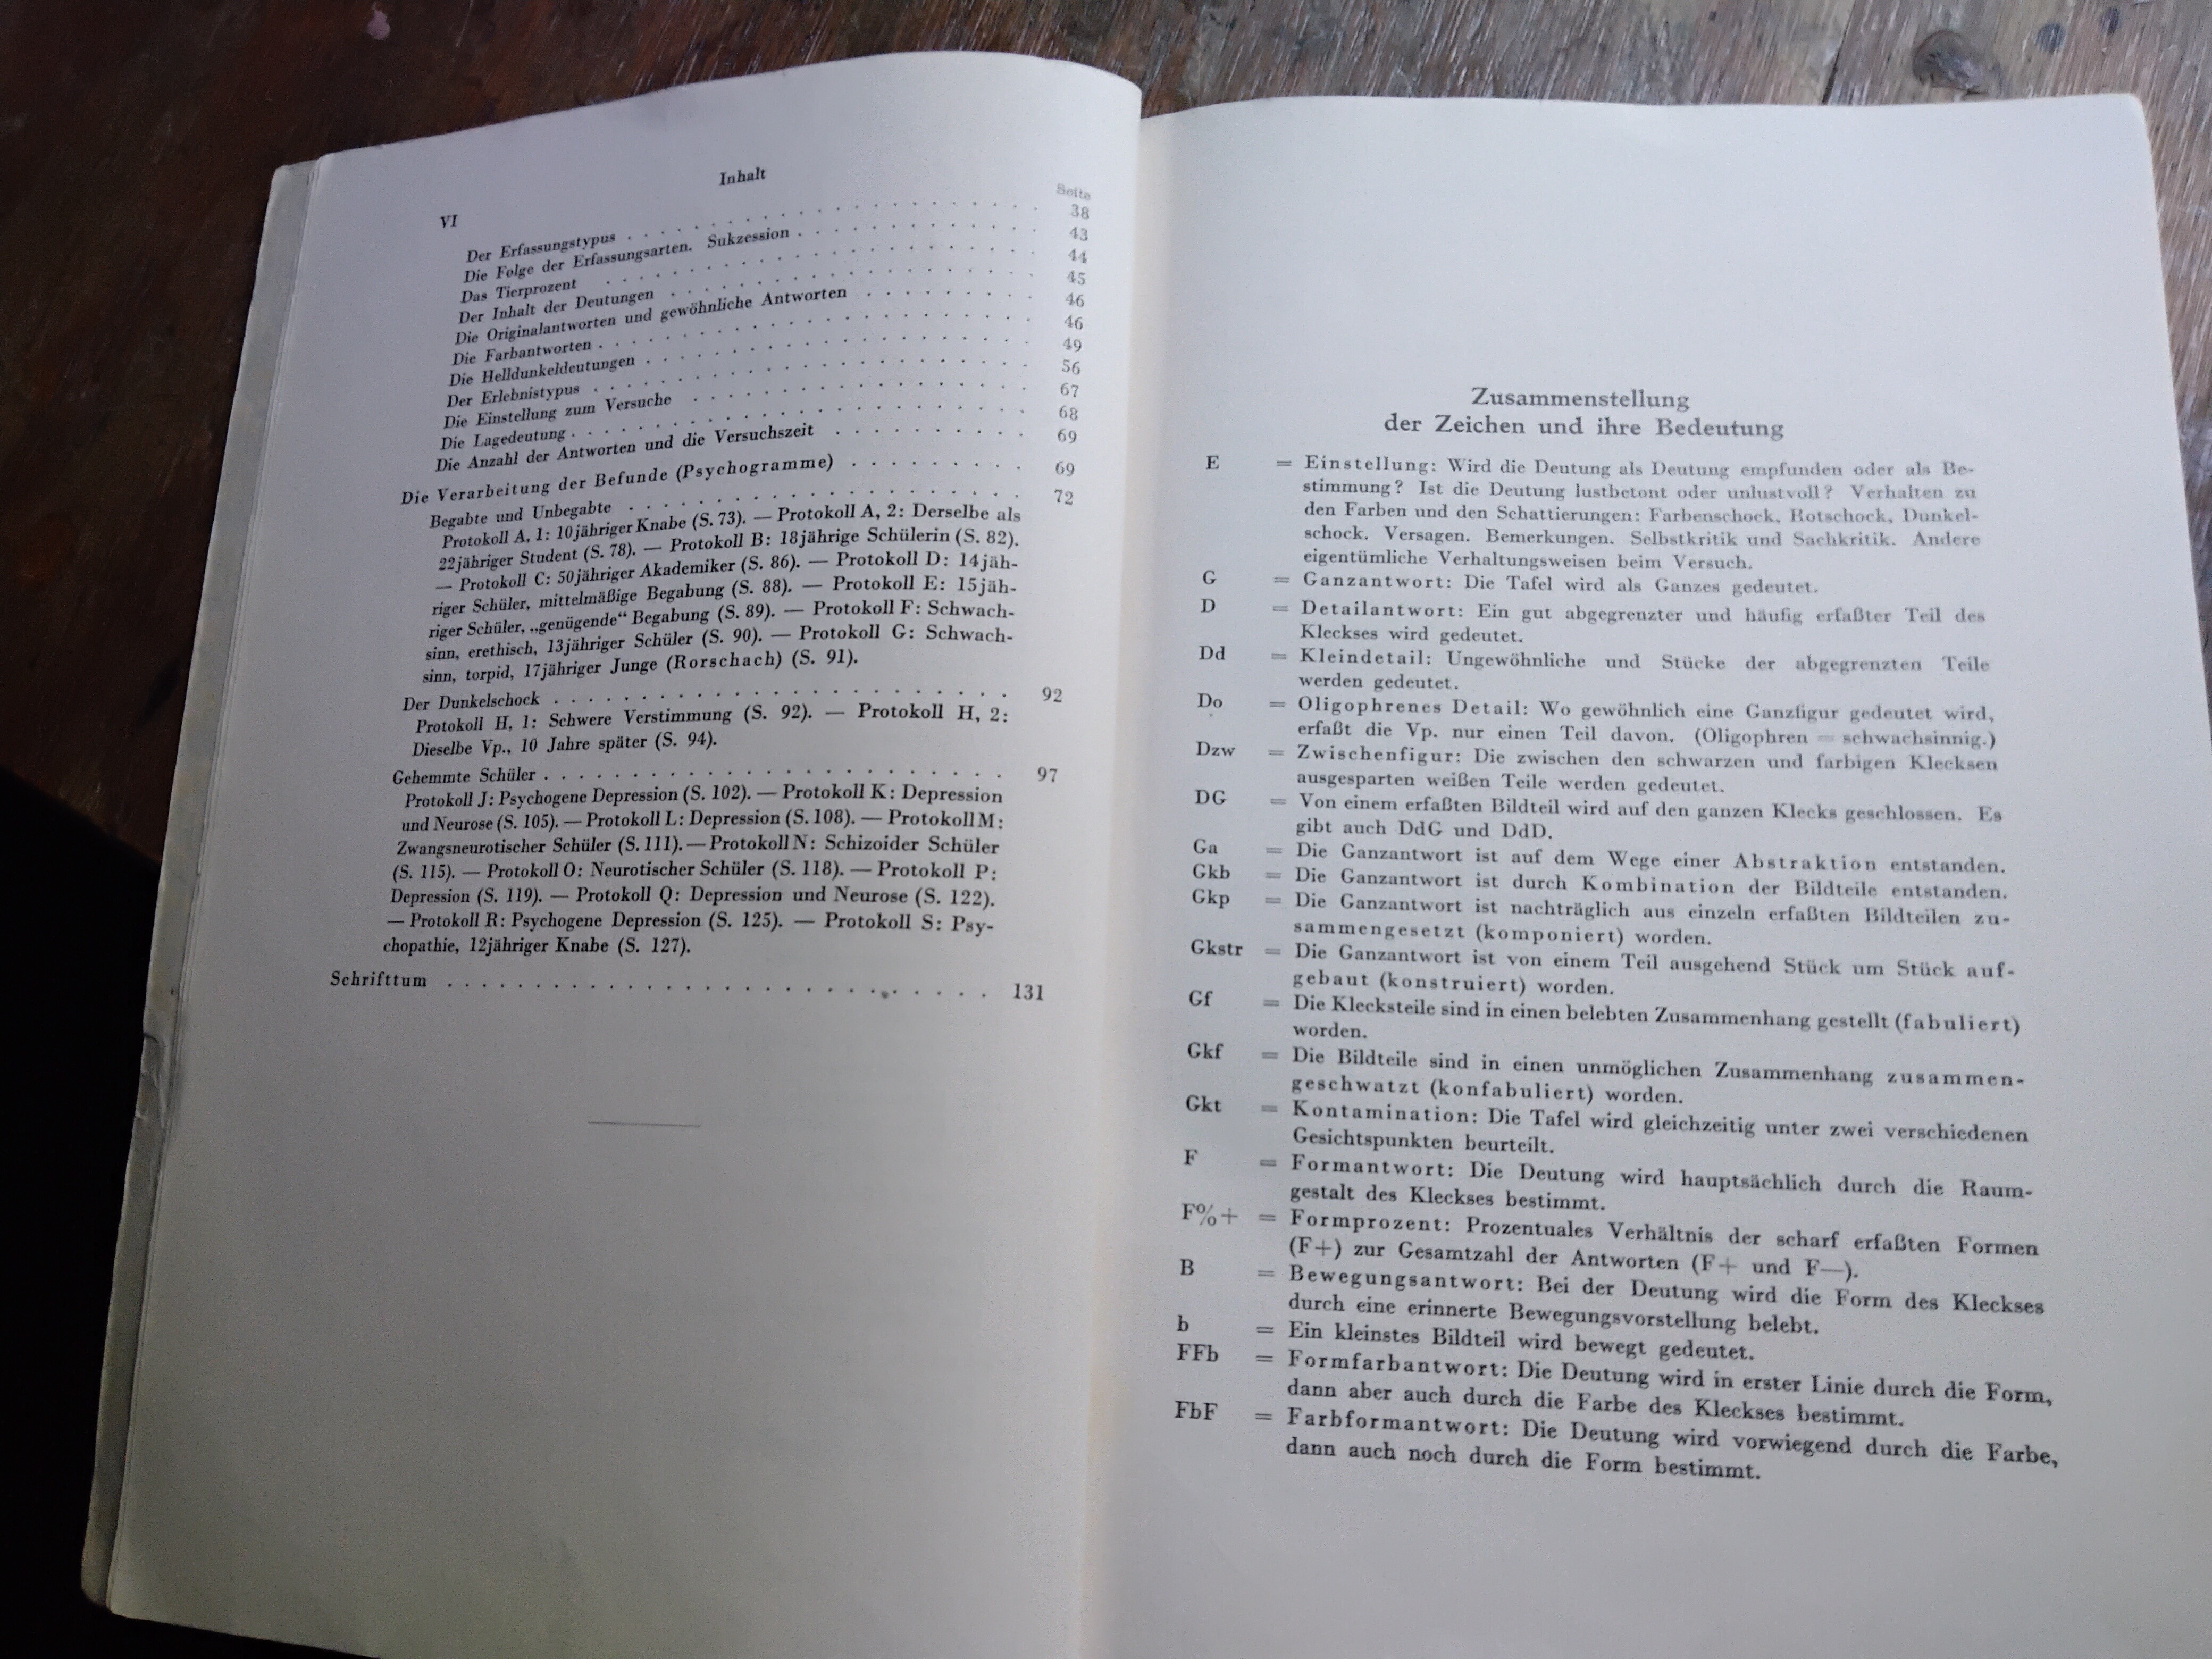 VI
Inhalt
Seite
Der Erfassungstypus . . . . . . . . . . . . . . . . 38
Die Folge der Erfassungsarten. Sukzession . . . . . . . . . 43
Das Tierprozent . . . . . . . . . . . . . . . . 44
Der Inhalt der Deutungen . . . . . . . . . . . . . . 45
Die Originalantworten und gewöhnliche Antworten . . . . . . . 46
Die Farbantworten . . . . . . . . . . . . . . . . 46
Die Helldunkeldeutungen . . . . . . . . . . . . . . 49
Der Erlebnistypus . . . . . . . . . . . . . . . . 56
Die Einstellung zum Versuche . . . . . . . . . . . . . 67
Die Lagedeutung . . . . . . . . . . . . . . . . 68
Die Anzahl der Antworten und die Versuchszeit . . . . . . . . 69
Die Verarbeitung der Befunde (Psychogramme) . . . . . . . 69
Begabte und Unbegabte . . . . . . . . . . . . . . 72
Protokoll A, 1: 10jähriger Knabe (S. 73). — Protokoll A, 2: Derselbe als
22jähriger Student (S. 78). — Protokoll B: 18jährige Schülerin (S. 82).
— Protokoll C: 50jähriger Akademiker (S. 86). — Protokoll D: 14jäh-
riger Schüler, mittelmäßige Begabung (S. 88). — Protokoll E: 15jäh-
riger Schüler, „genügende“ Begabung (S. 89). — Protokoll F: Schwach-
sinn, erethisch, 13jähriger Schüler (S. 90). — Protokoll G: Schwach-
sinn, torpid, 17jähriger Junge (Rorschach) (S. 91).
Der Dunkelschock . . . . . . . . . . . . . . . . 92
Protokoll H, 1: Schwere Verstimmung (S. 92). — Protokoll H, 2:
Dieselbe Vp., 10 Jahre später (S. 94).
Gehemmte Schüler . . . . . . . . . . . . . . . . 97
Protokoll J: Psychogene Depression (S. 102). — Protokoll K: Depression
und Neurose (S. 105). — Protokoll L: Depression (S. 108). — Protokoll M:
Zwangsneurotischer Schüler (S. 111). — Protokoll N: Schizoider Schüler
(S. 115). — Protokoll O: Neurotischer Schüler (S. 118). — Protokoll P:
Depression (S. 119). — Protokoll Q: Depression und Neurose (S. 122).
— Protokoll R: Psychogene Depression (S. 125). — Protokoll S: Psy-
chopathie, 12jähriger Knabe (S. 127).
Schrifttum . . . . . . . . . . . . . . . . . . . 131
Zusammenstellung
der Zeichen und ihre Bedeutung
E = Einstellung: Wird die Deutung als Deutung empfunden oder als Be-
stimmung? Ist die Deutung lustbetont oder unlustvoll? Verhalten zu
den Farben und den Schattierungen: Farbenschock, Rotschock, Dunkel-
schock. Versagen. Bemerkungen. Selbstkritik und Sachkritik. Andere
eigentümliche Verhaltungsweisen beim Versuch.
G = Ganzantwort: Die Tafel wird als Ganzes gedeutet.
D = Detailantwort: Ein gut abgegrenzter und häufig erfaßter Teil des
Kleckses wird gedeutet.
Dd = Kleindetail: Ungewöhnliche und Stücke der abgegrenzten Teile
werden gedeutet.
Do = Oligophrenes Detail: Wo gewöhnlich eine Ganzfigur gedeutet wird,
erfaßt die Vp. nur einen Teil davon. (Oligophren = schwachsinnig.)
Dzw = Zwischenfigur: Die zwischen den schwarzen und farbigen Klecksen
ausgesparten weißen Teile werden gedeutet.
DG = Von einem erfaßten Bildteil wird auf den ganzen Klecks geschlossen. Es
gibt auch DdG und DdD.
Ga = Die Ganzantwort ist auf dem Wege einer Abstraktion entstanden.
Gkb = Die Ganzantwort ist durch Kombination der Bildteile entstanden.
Gkp = Die Ganzantwort ist nachträglich aus einzeln erfaßten Bildteilen zu-
sammengesetzt (komponiert) worden.
Gkstr = Die Ganzantwort ist von einem Teil ausgehend Stück um Stück auf-
gebaut (konstruiert) worden.
Gf = Die Klecksteile sind in einen belebten Zusammenhang gestellt (fabuliert)
worden.
Gkf = Die Bildteile sind in einen unmöglichen Zusammenhang zusammen-
geschwatzt (konfabuliert) worden.
Gkt = Kontamination: Die Tafel wird gleichzeitig unter zwei verschiedenen
Gesichtspunkten beurteilt.
F = Formantwort: Die Deutung wird hauptsächlich durch die Raum-
gestalt des Kleckses bestimmt.
F%+ = Formprozent: Prozentuales Verhältnis der scharf erfaßten Formen
(F+) zur Gesamtzahl der Antworten (F+ und F—).
B = Bewegungsantwort: Bei der Deutung wird die Form des Kleckses
durch eine erinnerte Bewegungsvorstellung belebt.
b = Ein kleinstes Bildteil wird bewegt gedeutet.
FFb = Formfarbantwort: Die Deutung wird in erster Linie durch die Form,
dann aber auch durch die Farbe des Kleckses bestimmt.
FbF = Farbformantwort: Die Deutung wird vorwiegend durch die Farbe,
dann auch noch durch die Form bestimmt.